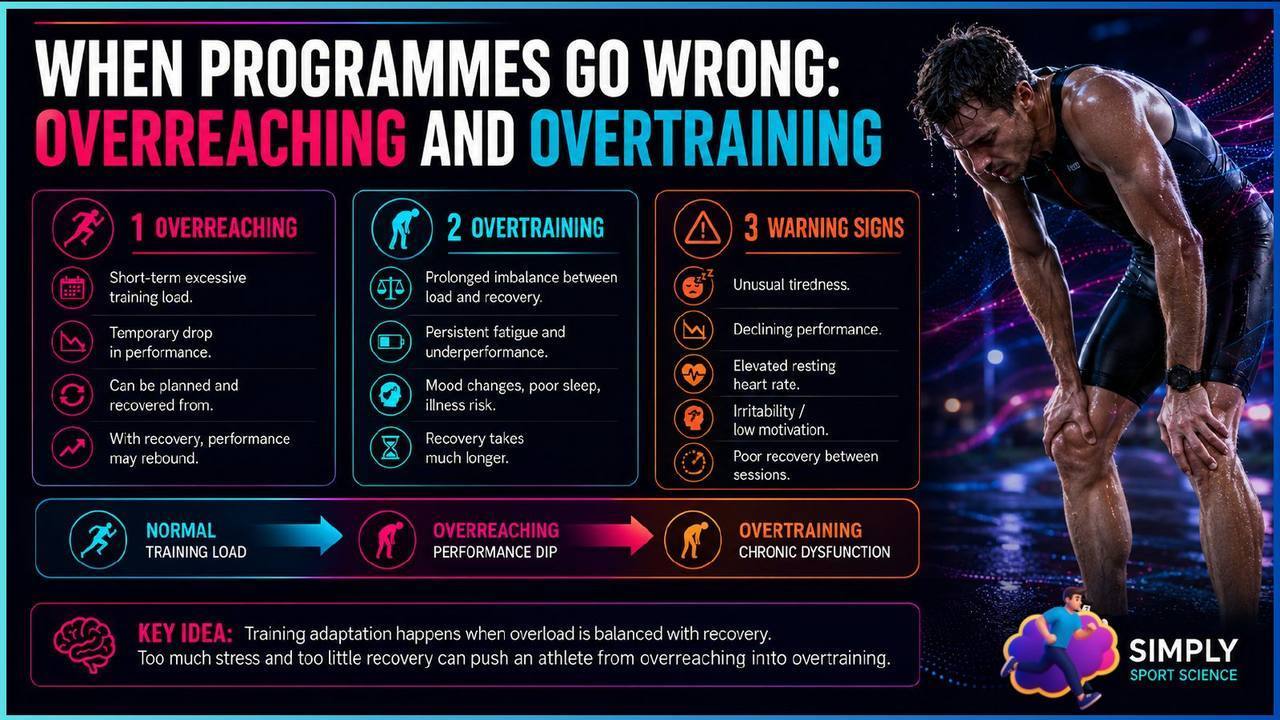 WHEN PROGRAMMES GO WRONG:
OVERREACHING AND OVERTRAINING
1 OVERREACHING
Short-term excessive
training load.
Temporary drop
in performance.
Can be planned and
recovered from.
With recovery, performance
may rebound.
2 OVERTRAINING
Prolonged imbalance between
load and recovery.
Persistent fatigue and
underperformance.
Mood changes, poor sleep,
illness risk.
Recovery takes
much longer.
3 WARNING SIGNS
Unusual tiredness.
Declining performance.
Elevated resting
heart rate.
Irritability /
low motivation.
Poor recovery between
sessions.
NORMAL
TRAINING LOAD
OVERREACHING
PERFORMANCE DIP
OVERTRAINING
CHRONIC DYSFUNCTION
KEY IDEA: Training adaptation happens when overload is balanced with recovery.
Too much stress and too little recovery can push an athlete from overreaching into overtraining.
SIMPLY
SPORT SCIENCE